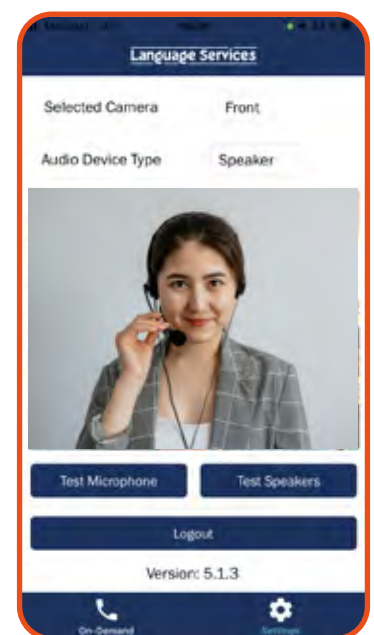 Language Services
Selected Camera Front
Audio Device Type Speaker
Test Microphone Test Speakers
Logout
Version: 5.1.3
On-Demand Settings